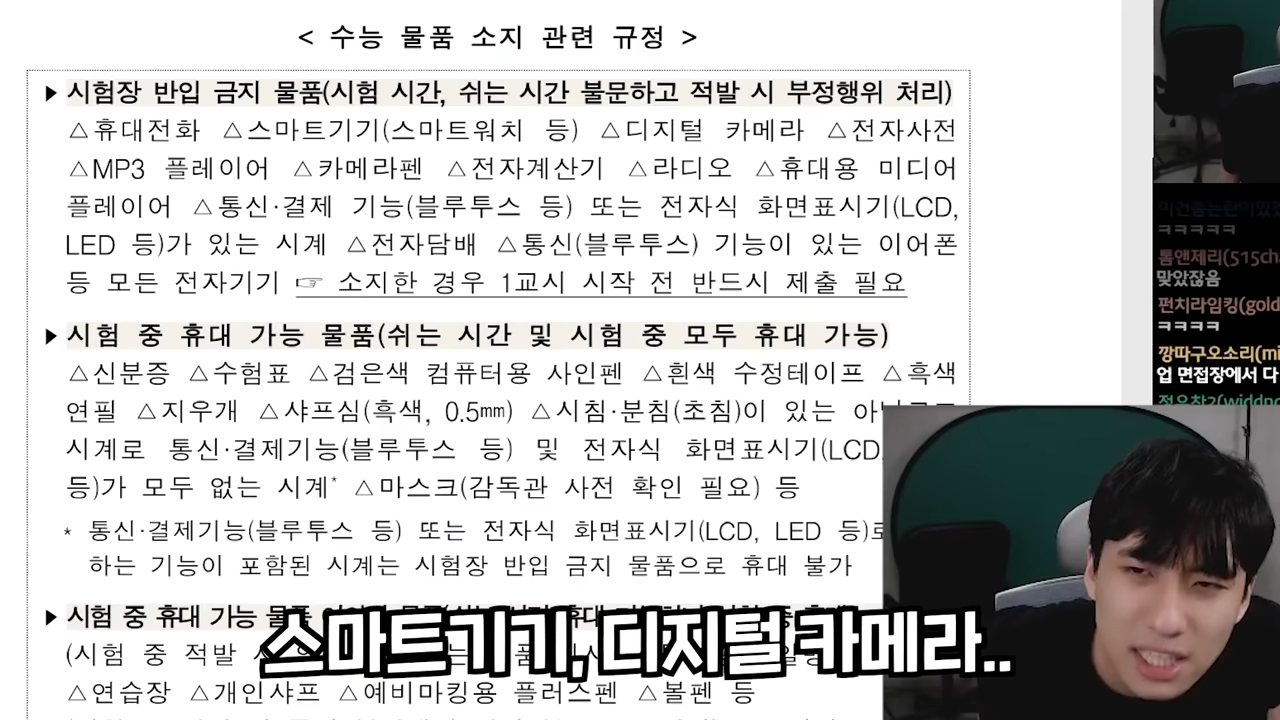 < 수능 물품 소지 관련 규정 >
▶시험장 반입 금지 물품(시험 시간, 쉬는 시간 불문하고 적발 시 부정행위 처리)
△휴대전화 △스마트기기(스마트워치 등) △디지털 카메라 △전자사전
△MP3 플레이어 △카메라펜 △전자계산기 △라디오 △휴대용 미디어
플레이어 △통신·결제 기능(블루투스 등) 또는 전자식 화면표시기(LCD,
LED 등)가 있는 시계 △전자담배 △통신(블루투스) 기능이 있는 이어폰
등 모든 전자기기 ☞ 소지한 경우 1교시 시작 전 반드시 제출 필요
▶시험 중 휴대 가능 물품(쉬는 시간 및 시험 중 모두 휴대 가능)
△신분증 △수험표 △검은색 컴퓨터용 사인펜 △흰색 수정테이프 △흑색
연필 △지우개 △샤프심(흑색, 0.5㎜) △시침·분침(초침)이 있는
시계로 통신·결제기능(블루투스 등) 및 전자식 화면표시기(LCD,
등)가 모두 없는 시계* △마스크(감독관 사전 확인 필요) 등
* 통신·결제기능(블루투스 등) 또는 전자식 화면표시기(LCD, LED 등)로
하는 기능이 포함된 시계는 시험장 반입 금지 물품으로 휴대 불가
▶시험 중 휴대 가능 물품
(시험 중 적발 시
스마트기기, 디지털 카메라..
△연습장 △개인샤프 △예비마킹용 플러스펜 △볼펜 등
ㅋㅋㅋㅋㅋ
톰앤제리(515ch
맞았잖음
펀치라임킹(gold
ㅋㅋㅋㅋ
깡따구오소리(mi
업 면접장에서 다